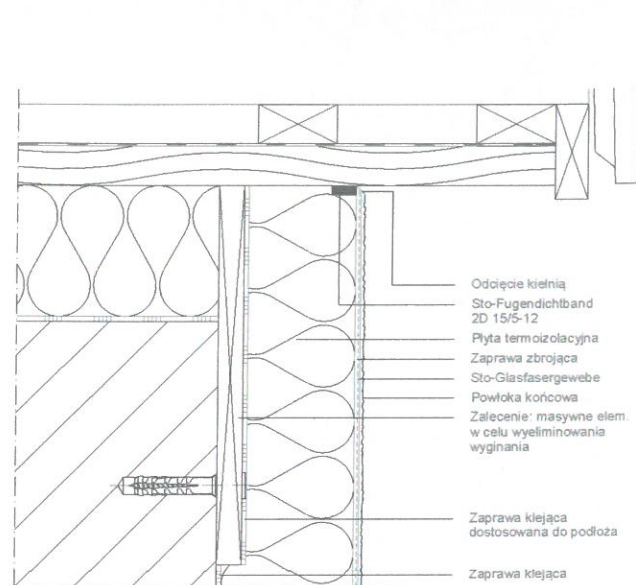 Odcięcie kielnią
Sto-Fugendichtband
2D 15/5-12
Płyta termoizolacyjna
Zaprawa zbrojąca
Sto-Glasfasergewebe
Powłoka końcowa
Zalecenie: masywne elem.
w celu wyeliminowania
wyginania
Zaprawa klejąca
dostosowana do podłoża
Zaprawa klejąca